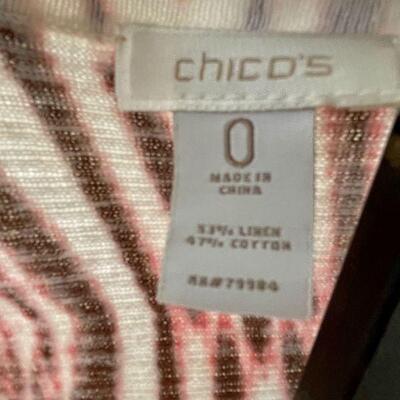 chico's
0
MADE IN
CHINA
53% LINEN
47% COTTON
RN#79984